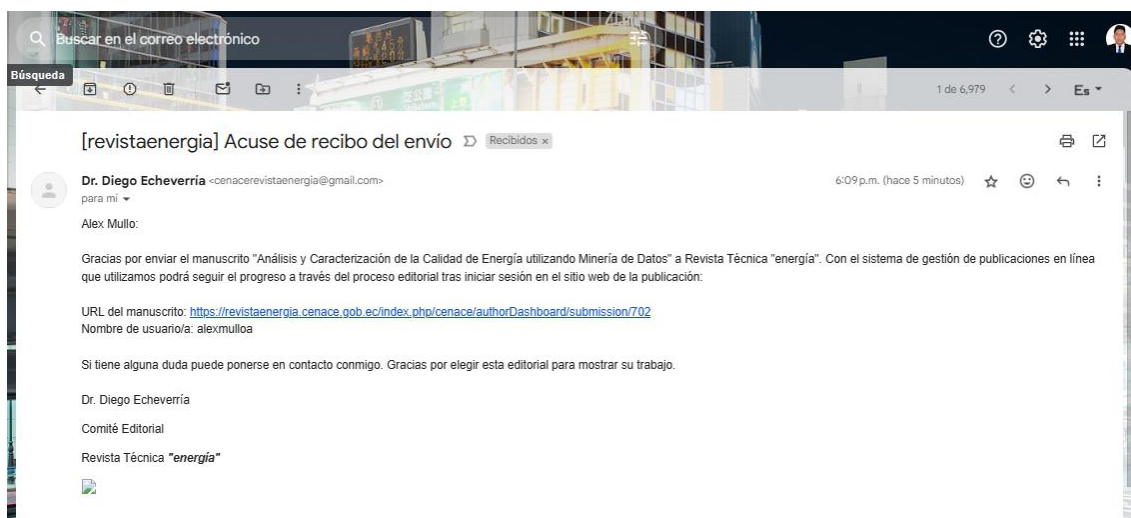 Buscar en el correo electrónico
Búsqueda
1 de 6,979
Es
[revistaenergia] Acuse de recibo del envío
Recibidos x
Dr. Diego Echeverría <cenacerevistaenergia@gmail.com>
6:09 p.m. (hace 5 minutos)
para mí
Alex Mullo:
Gracias por enviar el manuscrito "Análisis y Caracterización de la Calidad de Energía utilizando Minería de Datos" a Revista Técnica "energía". Con el sistema de gestión de publicaciones en línea
que utilizamos podrá seguir el progreso a través del proceso editorial tras iniciar sesión en el sitio web de la publicación:
URL del manuscrito: https://revistaenergia.cenace.gob.ec/index.php/cenace/authorDashboard/submission/702
Nombre de usuario/a: alexmulloa
Si tiene alguna duda puede ponerse en contacto conmigo. Gracias por elegir esta editorial para mostrar su trabajo.
Dr. Diego Echeverría
Comité Editorial
Revista Técnica "energía"